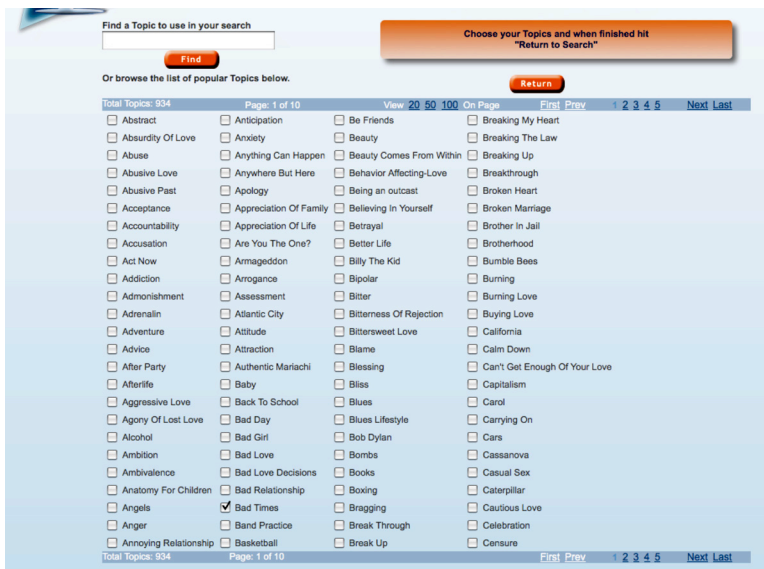 Find a Topic to use in your search
Choose your Topics and when finished hit
"Return to Search"
Find
Or browse the list of popular Topics below.
Return
Total Topics: 934 Page: 1 of 10 View 20 50 100 On Page First Prev 1 2 3 4 5 Next Last
Abstract Anticipation Be Friends Breaking My Heart
Absurdity Of Love Anxiety Beauty Breaking The Law
Abuse Anything Can Happen Beauty Comes From Within Breaking Up
Abusive Love Anywhere But Here Behavior Affecting-Love Breakthrough
Abusive Past Apology Being an outcast Broken Heart
Acceptance Appreciation Of Family Believing In Yourself Broken Marriage
Accountability Appreciation Of Life Betrayal Brother In Jail
Accusation Are You The One? Better Life Brotherhood
Act Now Armageddon Billy The Kid Bumble Bees
Addiction Arrogance Bipolar Burning
Admonishment Assessment Bitter Burning Love
Adrenalin Atlantic City Bitterness Of Rejection Buying Love
Adventure Attitude Bittersweet Love California
Advice Attraction Blame Calm Down
After Party Authentic Mariachi Blessing Can't Get Enough Of Your Love
Afterlife Baby Bliss Capitalism
Aggressive Love Back To School Blues Carol
Agony Of Lost Love Bad Day Blues Lifestyle Carrying On
Alcohol Bad Girl Bob Dylan Cars
Ambition Bad Love Bombs Cassanova
Ambivalence Bad Love Decisions Books Casual Sex
Anatomy For Children Bad Relationship Boxing Caterpillar
Angels Bad Times Bragging Cautious Love
Anger Band Practice Break Through Celebration
Annoying Relationship Basketball Break Up Censure
Total Topics: 934 Page: 1 of 10 First Prev 1 2 3 4 5 Next Last